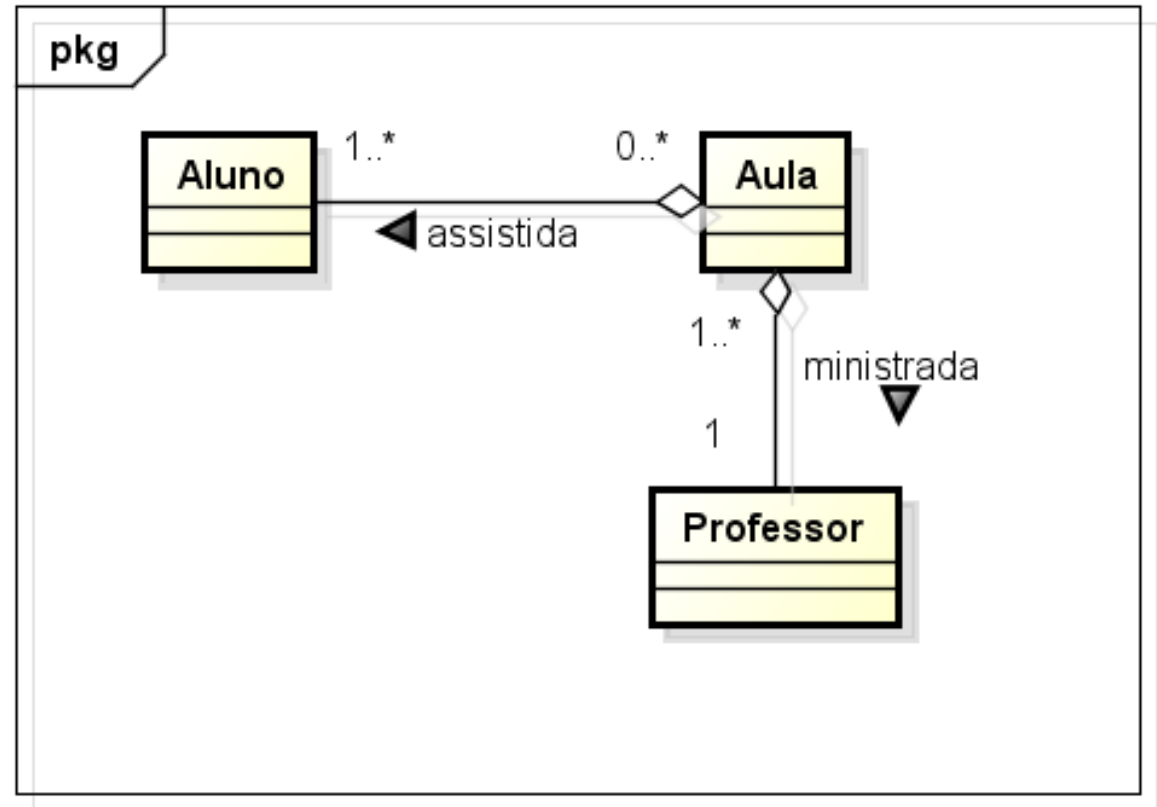 pkg
1..*
0..*
Aluno
Aula
assistida
1..*
ministrada
1
Professor